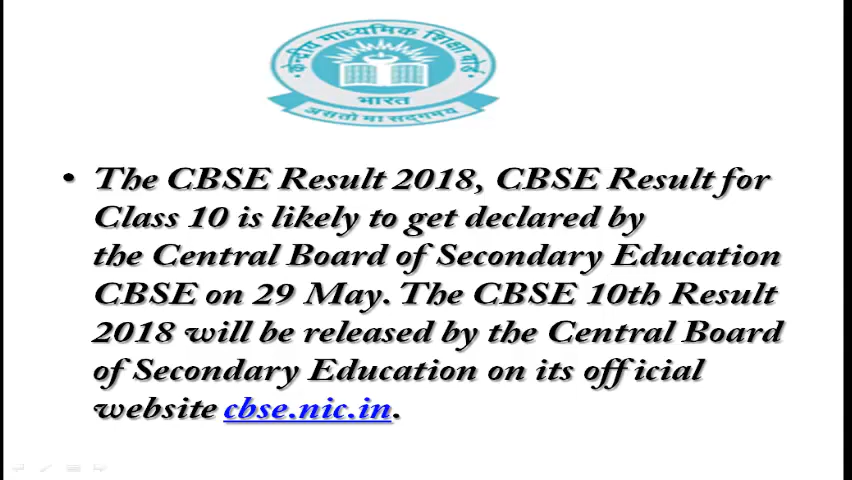 केन्द्रीय माध्यमिक शिक्षा बोर्ड
भारत
असतो मा सद्गमय
• The CBSE Result 2018, CBSE Result for
Class 10 is likely to get declared by
the Central Board of Secondary Education
CBSE on 29 May. The CBSE 10th Result
2018 will be released by the Central Board
of Secondary Education on its official
website cbse.nic.in.